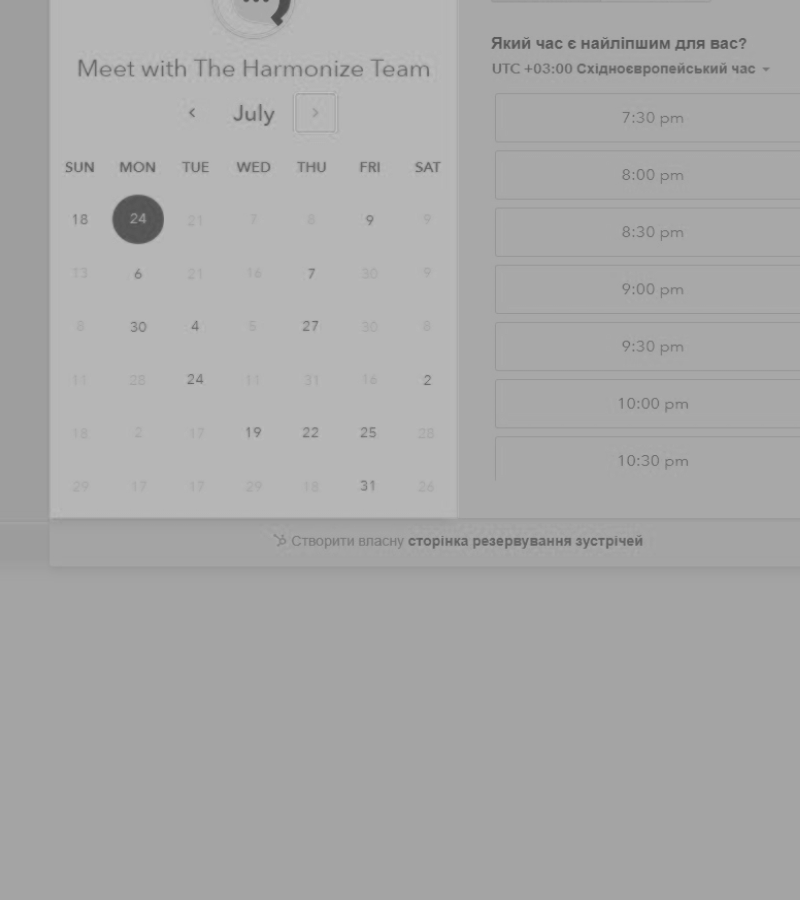 Meet with The Harmonize Team
July
SUN MON TUE WED THU FRI SAT
18 24 21 7 8 9 9
13 6 21 16 7 30 9
8 30 4 5 27 30 8
11 28 24 11 31 16 2
18 2 17 19 22 25 28
29 17 17 29 18 31 26
Який час є найліпшим для вас?
UTC +03:00 Східноєвропейський час
7:30 pm
8:00 pm
8:30 pm
9:00 pm
9:30 pm
10:00 pm
10:30 pm
Створити власну сторінка резервування зустрічей